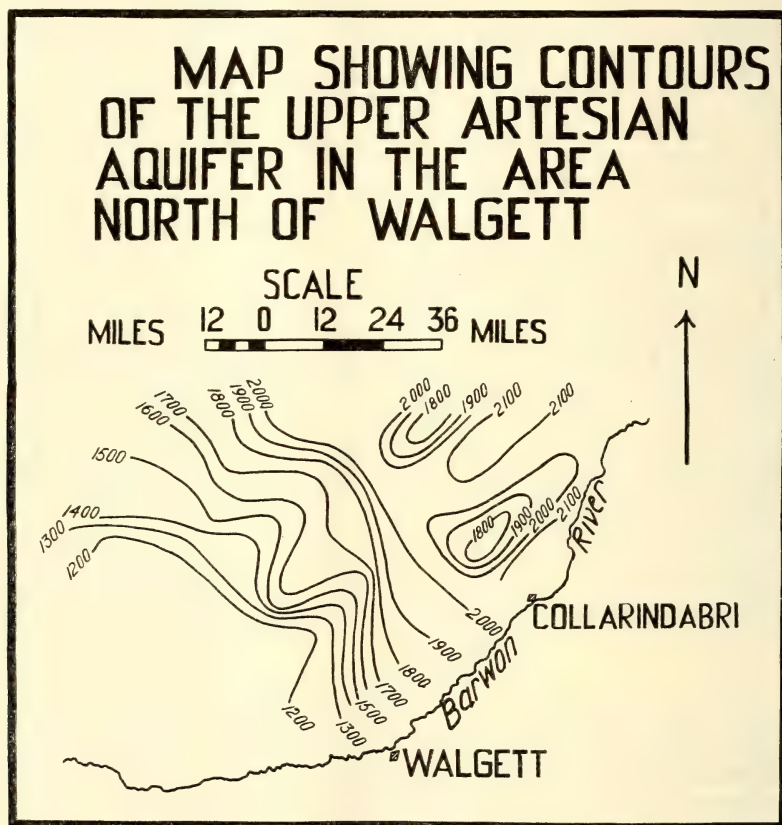 MAP SHOWING CONTOURS
OF THE UPPER ARTESIAN
AQUIFER IN THE AREA
NORTH OF WALGETT
SCALE
MILES 12 0 12 24 36 MILES
N
2000
1900
1800
1700
1600
1500
1400
1300
1200
2000
1800
1900
2100
2100
1800
1900
2000
2100
River
COLLARINDABRI
2000
1900
1800
1700
1500
1300
1200
Barwon
WALGETT